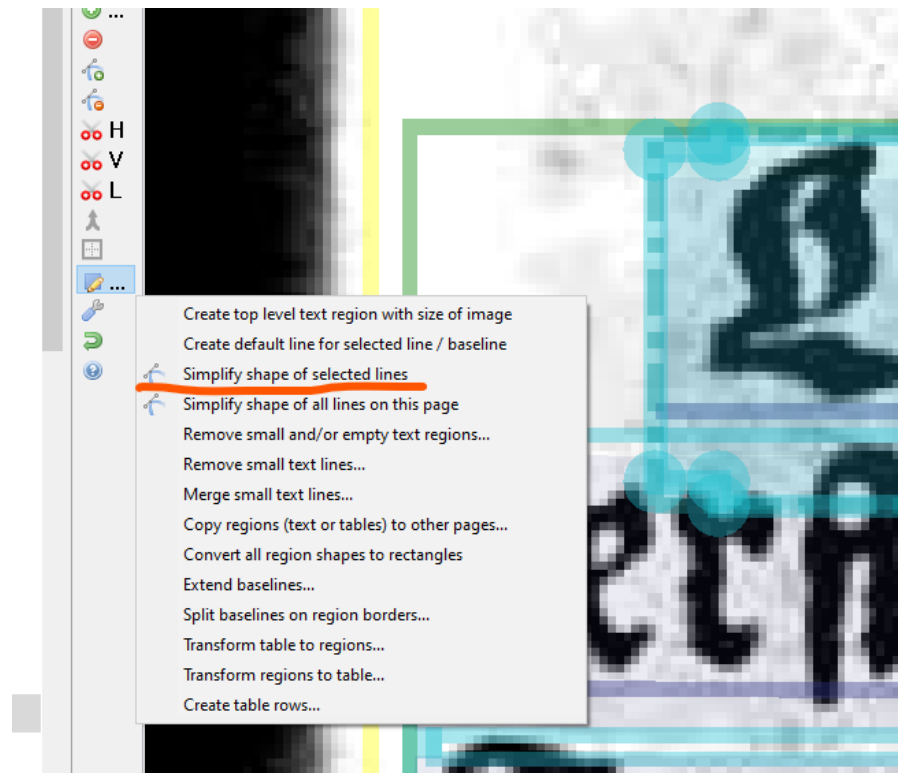 ...
H
V
L
...
Create top level text region with size of image
Create default line for selected line / baseline
Simplify shape of selected lines
Simplify shape of all lines on this page
Remove small and/or empty text regions...
Remove small text lines...
Merge small text lines...
Copy regions (text or tables) to other pages...
Convert all region shapes to rectangles
Extend baselines...
Split baselines on region borders...
Transform table to regions...
Transform regions to table...
Create table rows...